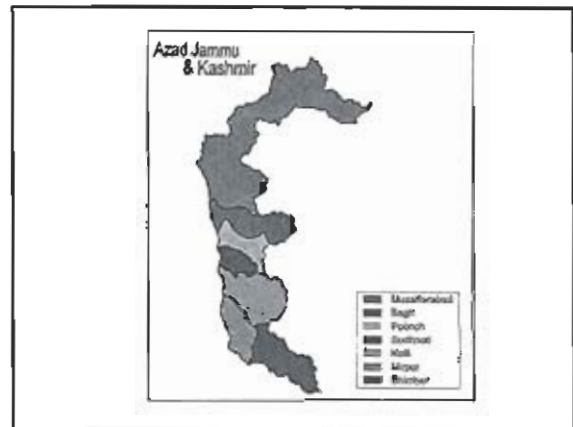 Azad Jammu
& Kashmir
Muzaffarabad
Bagh
Poonch
Sudhnoti
Kotli
Mirpur
Bhimber